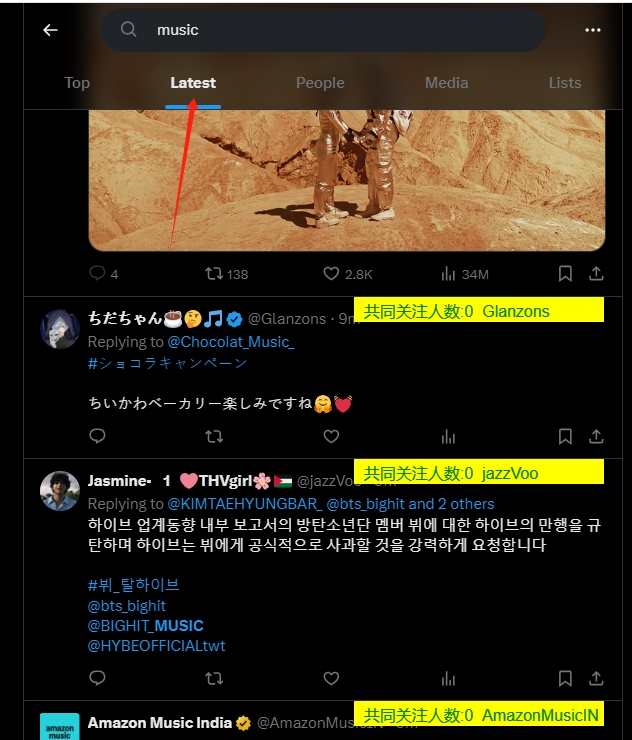 music
Top Latest People Media Lists
4 138 2.8K 34M
ちだちゃん☕🤔🎵 @Glanzons · 9m
共同关注人数:0 Glanzons
Replying to @Chocolat_Music_
#ショコラキャンペーン
ちいかわベーカリー楽しみですね🤗💓
Jasmine- 1 🩷THVgirl🌸🇵🇸 @jazzVoo
共同关注人数:0 jazzVoo
Replying to @KIMTAEHYUNGBAR_ @bts_bighit and 2 others
하이브 업계동향 내부 보고서의 방탄소년단 멤버 뷔에 대한 하이브의 만행을 규
탄하며 하이브는 뷔에게 공식적으로 사과할 것을 강력하게 요청합니다
#뷔_탈하이브
@bts_bighit
@BIGHIT_MUSIC
@HYBEOFFICIALtwt
amazon
music
Amazon Music India @AmazonMusicIN
共同关注人数:0 AmazonMusicIN